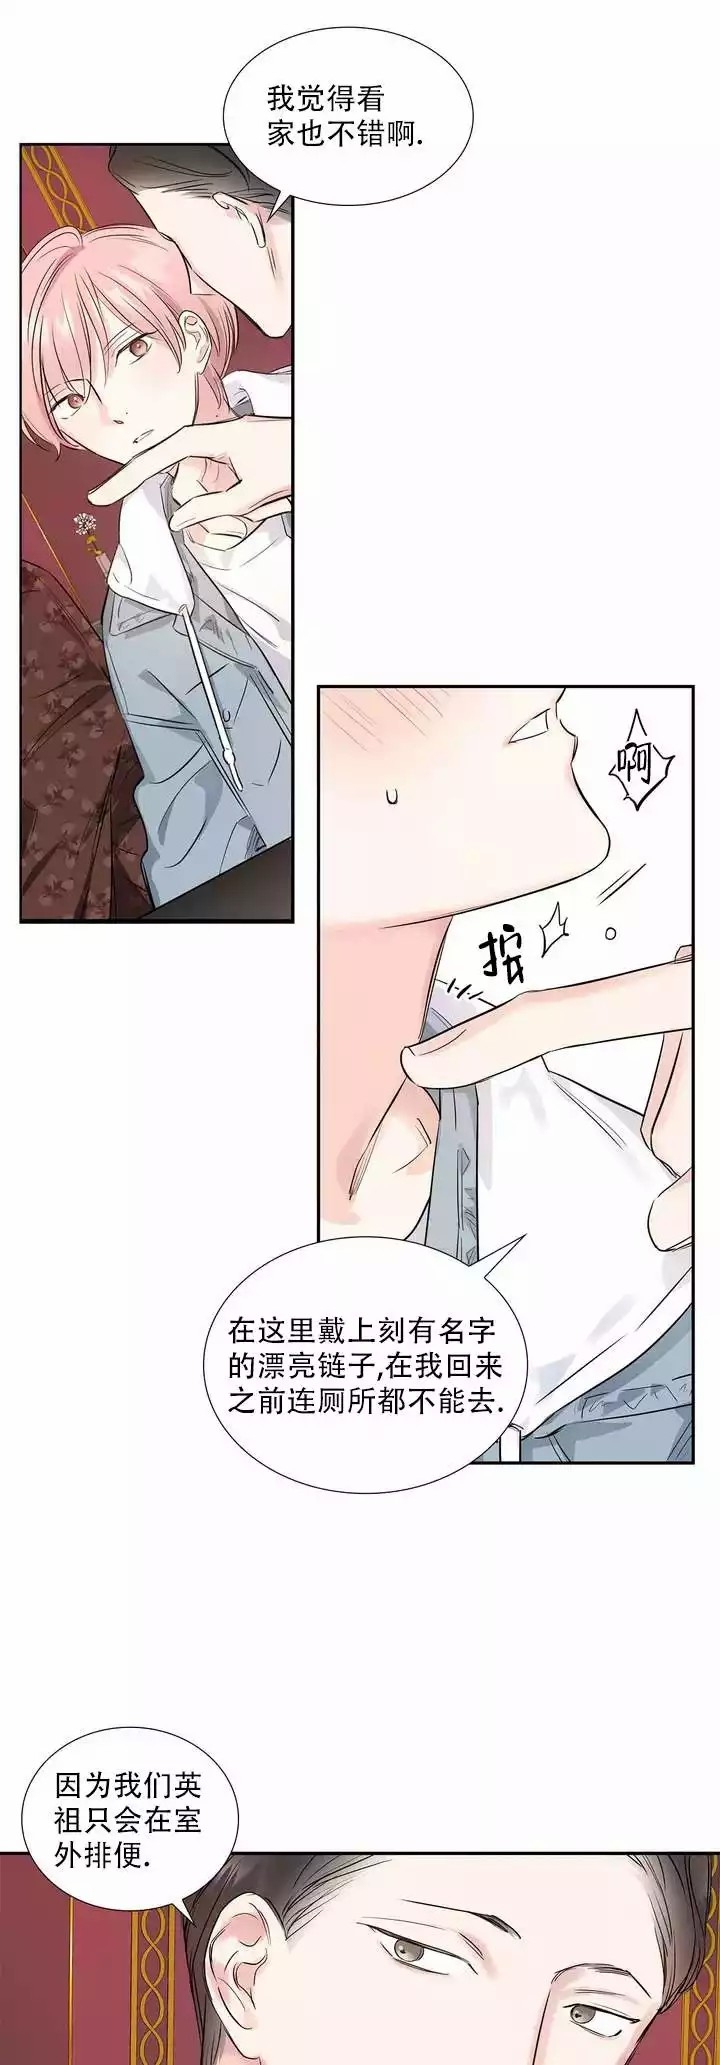 我觉得看
家也不错啊.
啊
按
在这里戴上刻有名字
的漂亮链子,在我回来
之前连厕所都不能去.
因为我们英
祖只会在室
外排便.